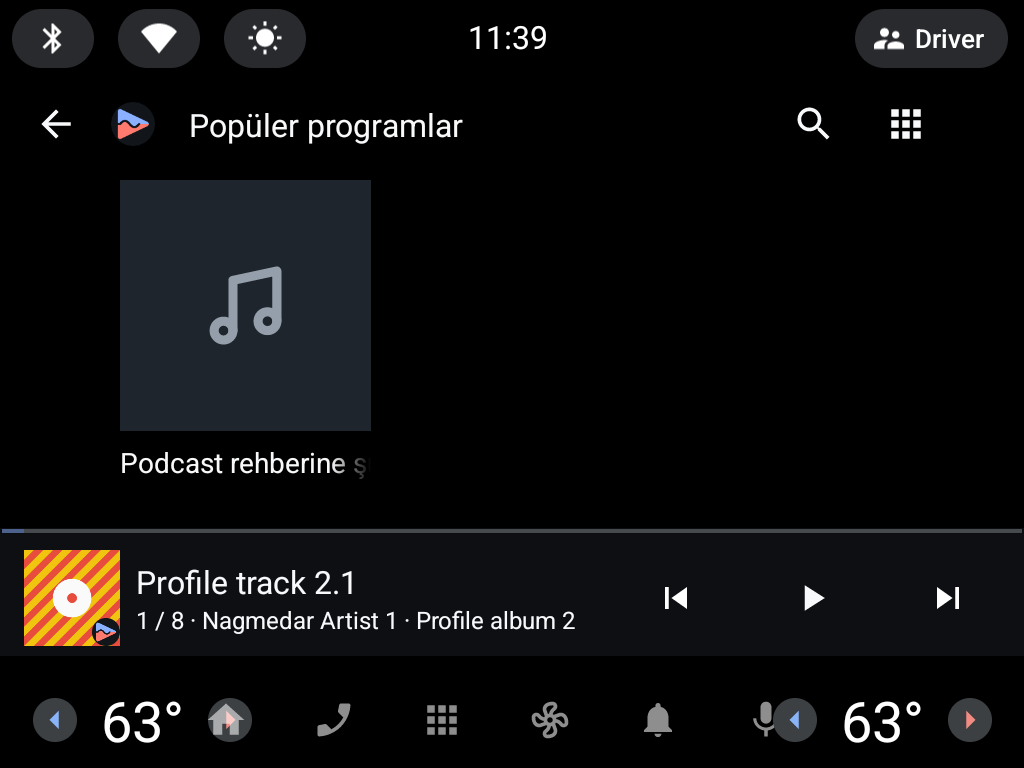 11:39
Driver
Popüler programlar
Podcast rehberine
Profile track 2.1
1 / 8 · Nagmedar Artist 1 · Profile album 2
63°
63°